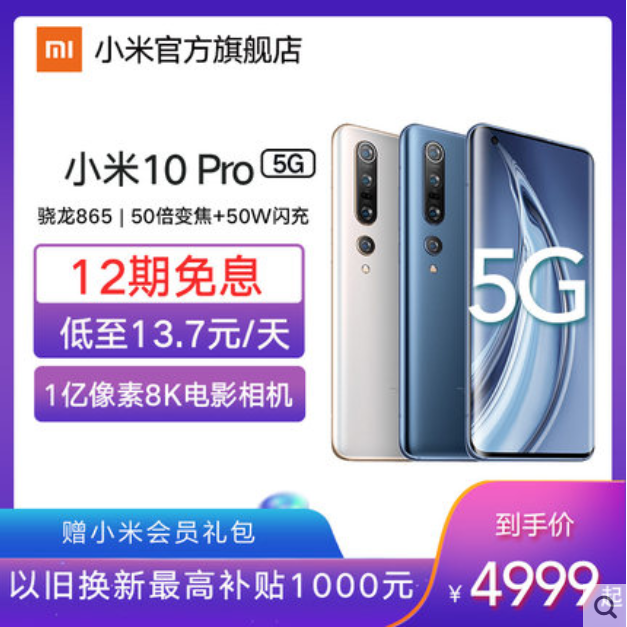 mi 小米官方旗舰店
小米10 Pro 5G
骁龙865 | 50倍变焦+50W闪充
12期免息
低至13.7元/天
1亿像素8K电影相机
5G
赠小米会员礼包
到手价
以旧换新最高补贴1000元
¥4999起